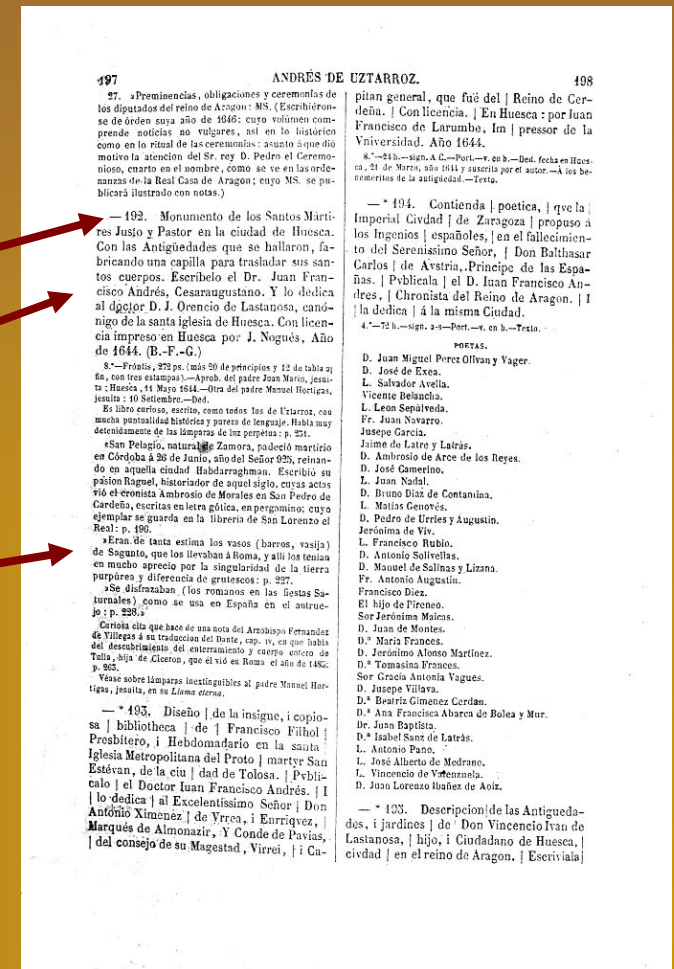 197
ANDRÉS DE UZTARROZ.
198
27. »Preminencias, obligaciones y ceremonias de
los diputados del reino de Aragon: MS. (Escribiéron-
se de órden suya año de 1646: cuyo volúmen com-
prende noticias no vulgares, asi en lo histórico
como en lo ritual de las ceremonias: asunto á que dió
motivo la atencion del Sr. rey D. Pedro el Ceremo-
nioso, cuarto en el nombre, como se ve en las orde-
nanzas de la Real Casa de Aragon; cuyo MS. se pu-
blicará ilustrado con notas.)
— 192. Monumento de los Santos Márti-
res Justo y Pastor en la ciudad de Huesca.
Con las Antigüedades que se hallaron, fa-
bricando una capilla para trasladar sus san-
tos cuerpos. Escríbelo el Dr. Juan Fran-
cisco Andrés, Cesaraugustano. Y lo dedica
al doctor D. J. Orencio de Lastanosa, canó-
nigo de la santa iglesia de Huesca. Con licen-
cia impreso en Huesca por J. Nogués, Año
de 1644. (B.-F.-G.)
8.°—Fróntis, 272 ps. (más 20 de principios y 12 de tabla al
fin, con tres estampas).—Aprob. del padre Juan Marin, jesui-
ta: Huesca, 11 Mayo 1644.—Otra del padre Manuel Hortigas,
jesuita: 10 Setiembre.—Ded.
Es libro curioso, escrito, como todos los de Uztarroz, con
mucha puntualidad histórica y pureza de lenguaje. Habla muy
detenidamente de las lámparas de luz perpétua: p. 251.
«San Pelagio, natural de Zamora, padeció martirio
en Córdoba á 26 de Junio, año del Señor 925, reinan-
do en aquella ciudad Habdarraghman. Escribió su
pasion Raguel, historiador de aquel siglo, cuyas actas
vió el cronista Ambrosio de Morales en San Pedro de
Cardeña, escritas en letra gótica, en pergamino; cuyo
ejemplar se guarda en la libreria de San Lorenzo el
Real: p. 196.
»Eran de tanta estima los vasos (barros, vasija)
de Sagunto, que los llevaban á Roma, y allí los tenian
en mucho aprecio por la singularidad de la tierra
purpúrea y diferencia de grutescos: p. 227.
»Se disfrazaban (los romanos en las fiestas Sa-
turnales) como se usa en España en el antrue-
jo: p. 228.»
Curiosa cita que hace de una nota del Arzobispo Fernandez
de Villegas á su traduccion del Dante, cap. IV, en que habla
del descubrimiento del enterramiento y cuerpo entero de
Tulia, hija de Ciceron, que él vió en Roma el año de 1485:
p. 263.
Véase sobre lámparas inextinguibles al padre Manuel Hor-
tigas, jesuita, en su Llama eterna.
— * 193. Diseño | de la insigne, i copio-
sa | bibliotheca | de | Francisco Filhol |
Presbítero, i Hebdomadario en la santa
Iglesia Metropolitana del Proto | martyr San
Estévan, de la ciu | dad de Tolosa. | Pvbli-
calo | el Doctor Iuan Francisco Andrés. | I
| lo dedica | ál Excelentissimo Señor | Don
Antonio Ximenez | de Vrrea, i Enrriqvez, |
Marqués de Almonazir, Y Conde de Pavias,
| del consejo de su Magestad, Virrei, | i Ca-
pitan general, que fué del | Reino de Cer-
deña. | Con licencia. | En Huesca: por Iuan
Francisco de Larumbe, Im | pressor de la
Vniversidad. Año 1644.
8.°—24 h.—sign. A C.—Port.—v. en b.—Ded. fecha en Hues-
ca, 21 de Marzo, año 1644 y suscrita por el autor.—A los be-
nemeritos de la antigüedad.—Texto.
— * 194. Contienda | poetica, | qve la |
Imperial Civdad | de Zaragoza | propuso á
los Ingenios | españoles, | en el fallecimien-
to del Serenissimo Señor, | Don Balthasar
Carlos | de Avstria, Principe de las Espa-
ñas. | Pvblicala | el D. Iuan Francisco An-
dres, | Chronista del Reino de Aragon. | I
| la dedica | á la misma Ciudad.
4.°—72 h.—sign. a-s—Port.—v. en b.—Texto.
POETAS.
D. Juan Miguel Perez Olivan y Vager.
D. José de Exea.
L. Salvador Avella.
Vicente Belancha.
L. Leon Sepúlveda.
Fr. Juan Navarro.
Jusepe Garcia.
Jaime de Latre y Latrás.
D. Ambrosio de Arce de los Reyes.
D. José Camerino.
L. Juan Nadal.
D. Bruno Diaz de Contamina.
L. Matias Genovés.
D. Pedro de Urries y Augustin.
Jerónima de Viv.
L. Francisco Rubio.
D. Antonio Solivellas.
D. Manuel de Salinas y Lizana.
Fr. Antonio Augustin.
Francisco Diez.
El hijo de Pireneo.
Sor Jerónima Maicas.
D. Juan de Montes.
D.ª Maria Frances.
D. Jerónimo Alonso Martinez.
D.ª Tomasina Frances.
Sor Gracia Antonia Vagues.
D. Jusepe Villava.
D.ª Beatriz Gimenez Cerdan.
D.ª Ana Francisca Abarca de Bolea y Mur.
Dr. Juan Baptista.
D.ª Isabel Sanz de Latrás.
L. Antonio Pano.
L. José Alberto de Medrano.
L. Vincencio de Valenzuela.
D. Juan Lorenzo Ibañez de Aoiz.
— * 195. Descripcion | de las Antigueda-
des, i jardines | de | Don Vincencio Ivan de
Lastanosa, | hijo, i Ciudadano de Huesca, |
civdad | en el reino de Aragon. | Escriviala |